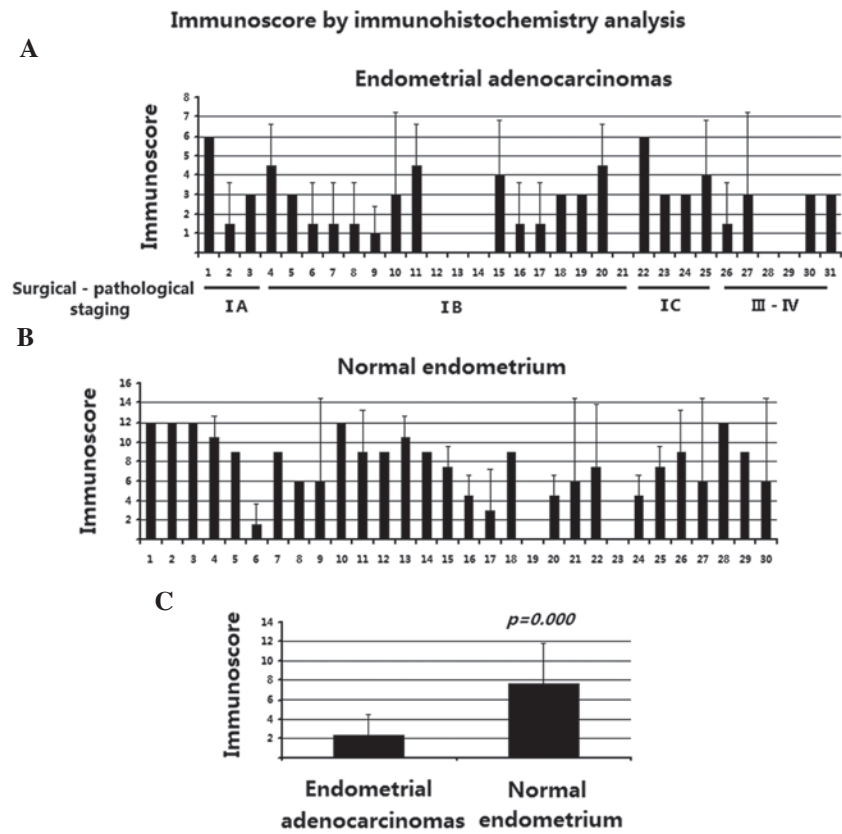 Immunoscore by immunohistochemistry analysis
A
Endometrial adenocarcinomas
Immunoscore
8
7
6
5
4
3
2
1
1 2 3 4 5 6 7 8 9 10 11 12 13 14 15 16 17 18 19 20 21 22 23 24 25 26 27 28 29 30 31
Surgical - pathological
staging
IA IB IC III - IV
B
Normal endometrium
Immunoscore
16
14
12
10
8
6
4
2
1 2 3 4 5 6 7 8 9 10 11 12 13 14 15 16 17 18 19 20 21 22 23 24 25 26 27 28 29 30
C
p=0.000
Immunoscore
14
12
10
8
6
4
2
Endometrial
adenocarcinomas
Normal
endometrium